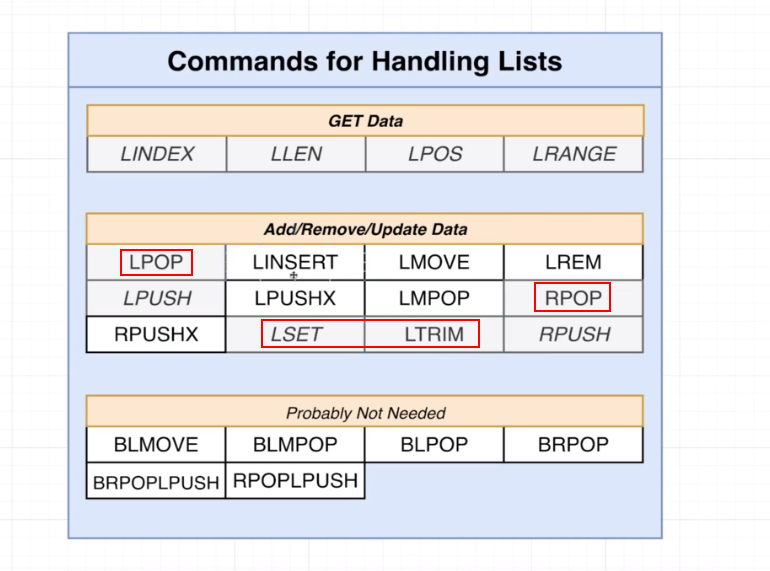 Commands for Handling Lists
GET Data
LINDEX LLEN LPOS LRANGE
Add/Remove/Update Data
LPOP LINSERT LMOVE LREM
LPUSH LPUSHX LMPOP RPOP
RPUSHX LSET LTRIM RPUSH
Probably Not Needed
BLMOVE BLMPOP BLPOP BRPOP
BRPOPLPUSH RPOPLPUSH